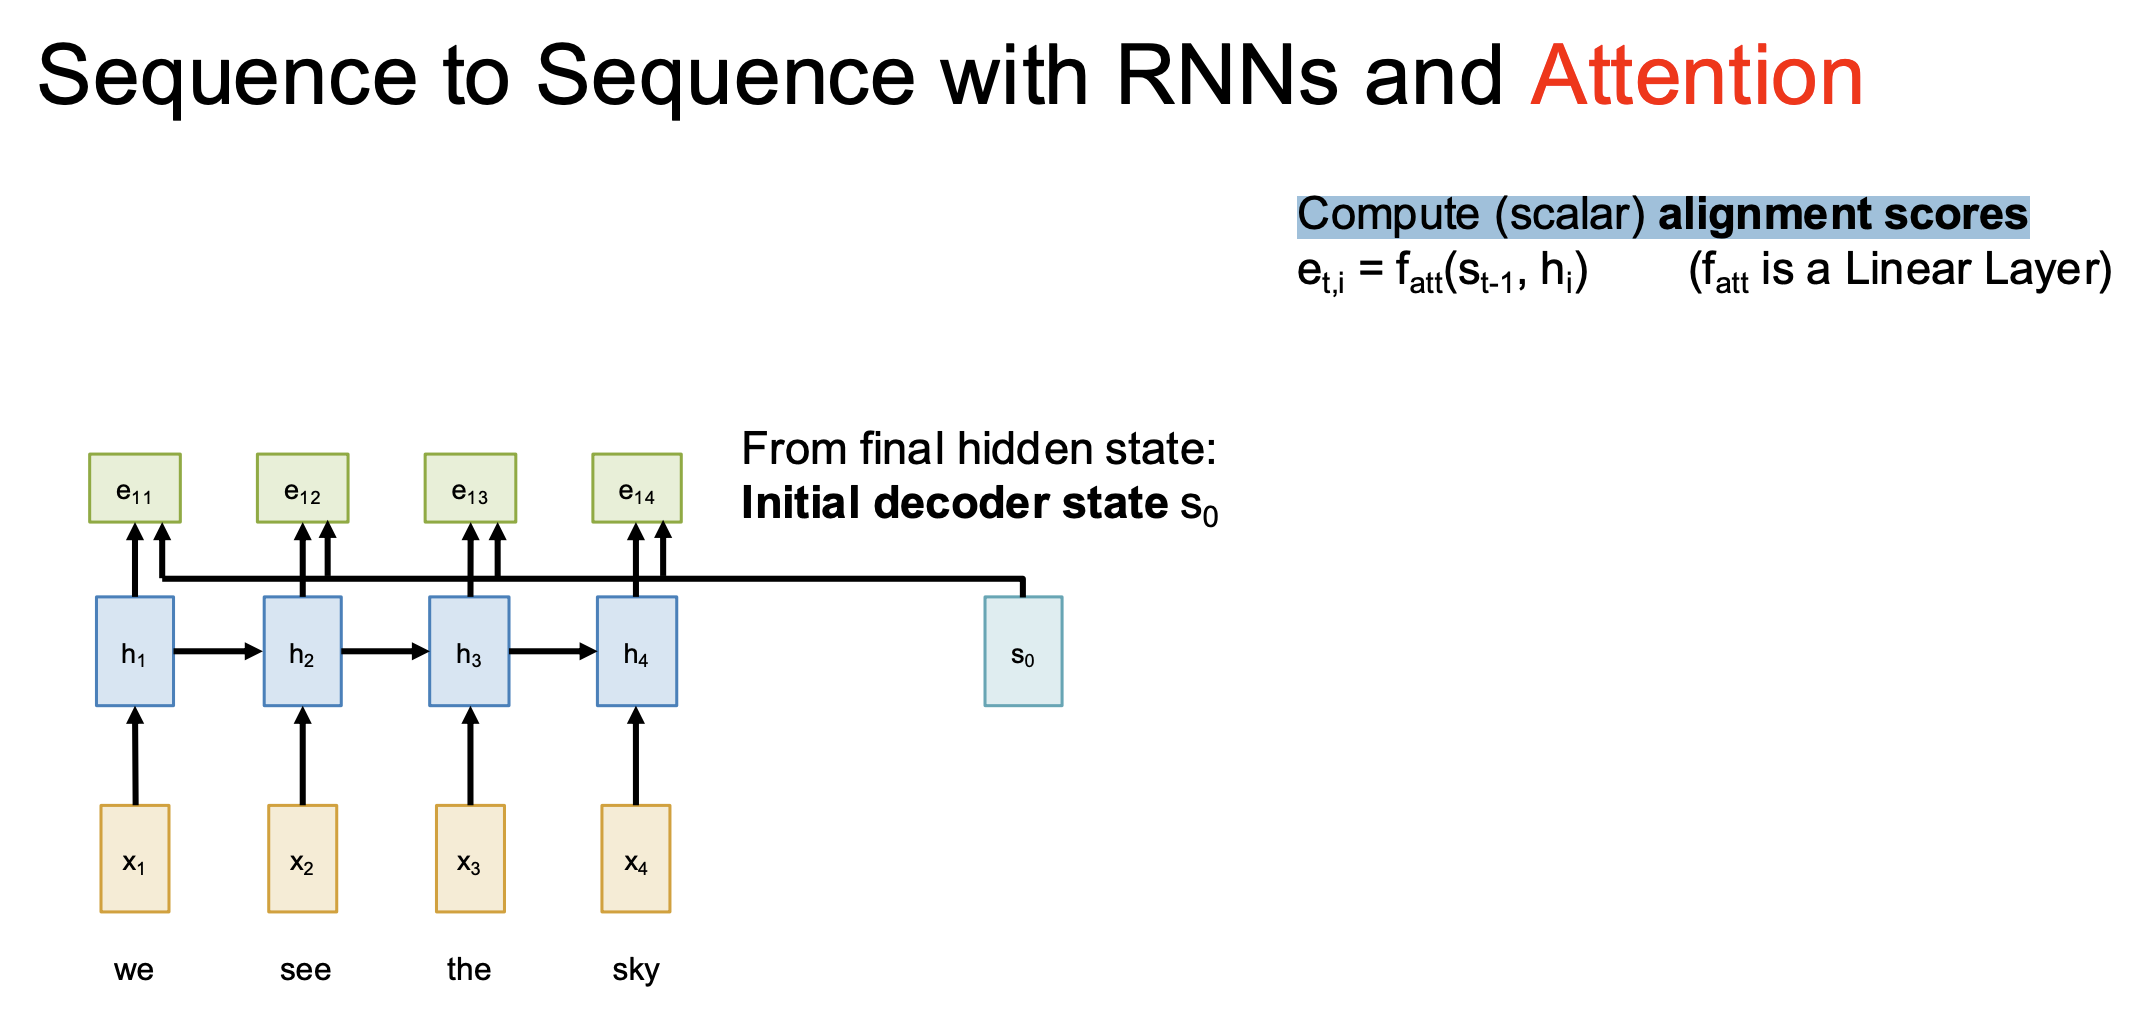 Sequence to Sequence with RNNs and Attention
Compute (scalar) alignment scores
e_{t,i} = f_{att}(s_{t-1}, h_i) (f_{att} is a Linear Layer)
From final hidden state:
Initial decoder state s_0
e_{11} e_{12} e_{13} e_{14}
h_1 h_2 h_3 h_4 s_0
x_1 x_2 x_3 x_4
we see the sky